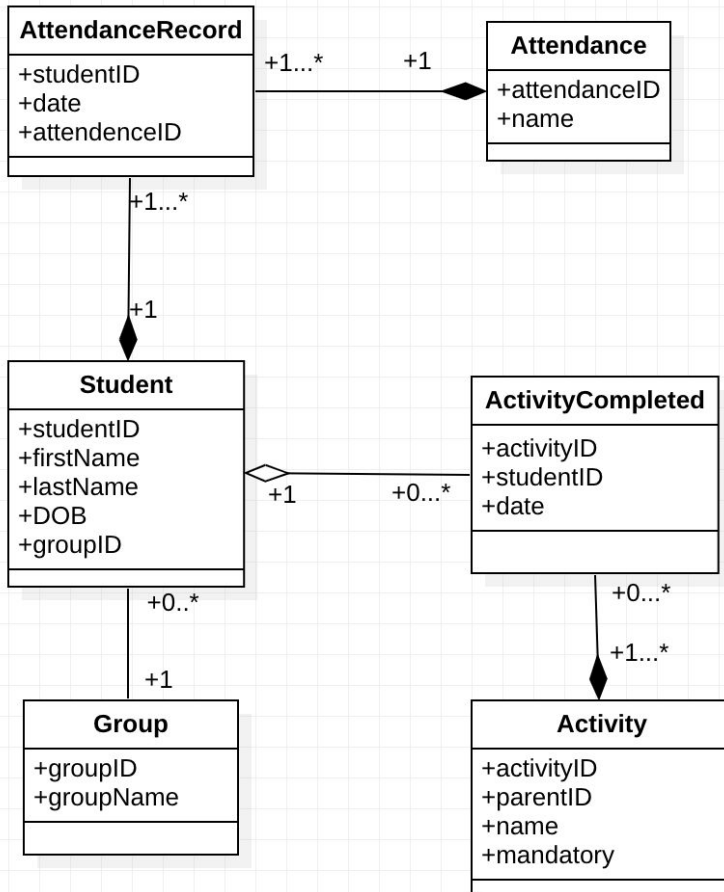 AttendanceRecord
+studentID
+date
+attendenceID
+1...*
+1
Attendance
+attendanceID
+name
+1...*
+1
Student
+studentID
+firstName
+lastName
+DOB
+groupID
+1
+0...*
ActivityCompleted
+activityID
+studentID
+date
+0..*
+1
Group
+groupID
+groupName
+0...*
+1...*
Activity
+activityID
+parentID
+name
+mandatory